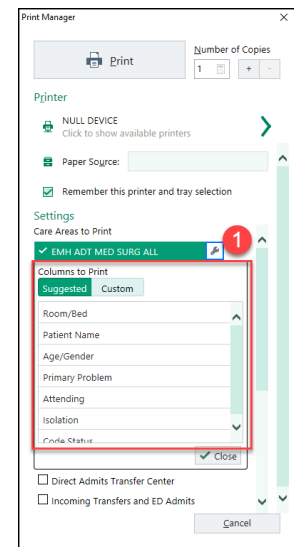 Print Manager
Print
Number of Copies
1
+ -
Printer
NULL DEVICE
Click to show available printers
Paper Source:
Remember this printer and tray selection
Settings
Care Areas to Print
1
EMH ADT MED SURG ALL
Columns to Print
Suggested Custom
Room/Bed
Patient Name
Age/Gender
Primary Problem
Attending
Isolation
Code Status
Close
Direct Admits Transfer Center
Incoming Transfers and ED Admits
Cancel